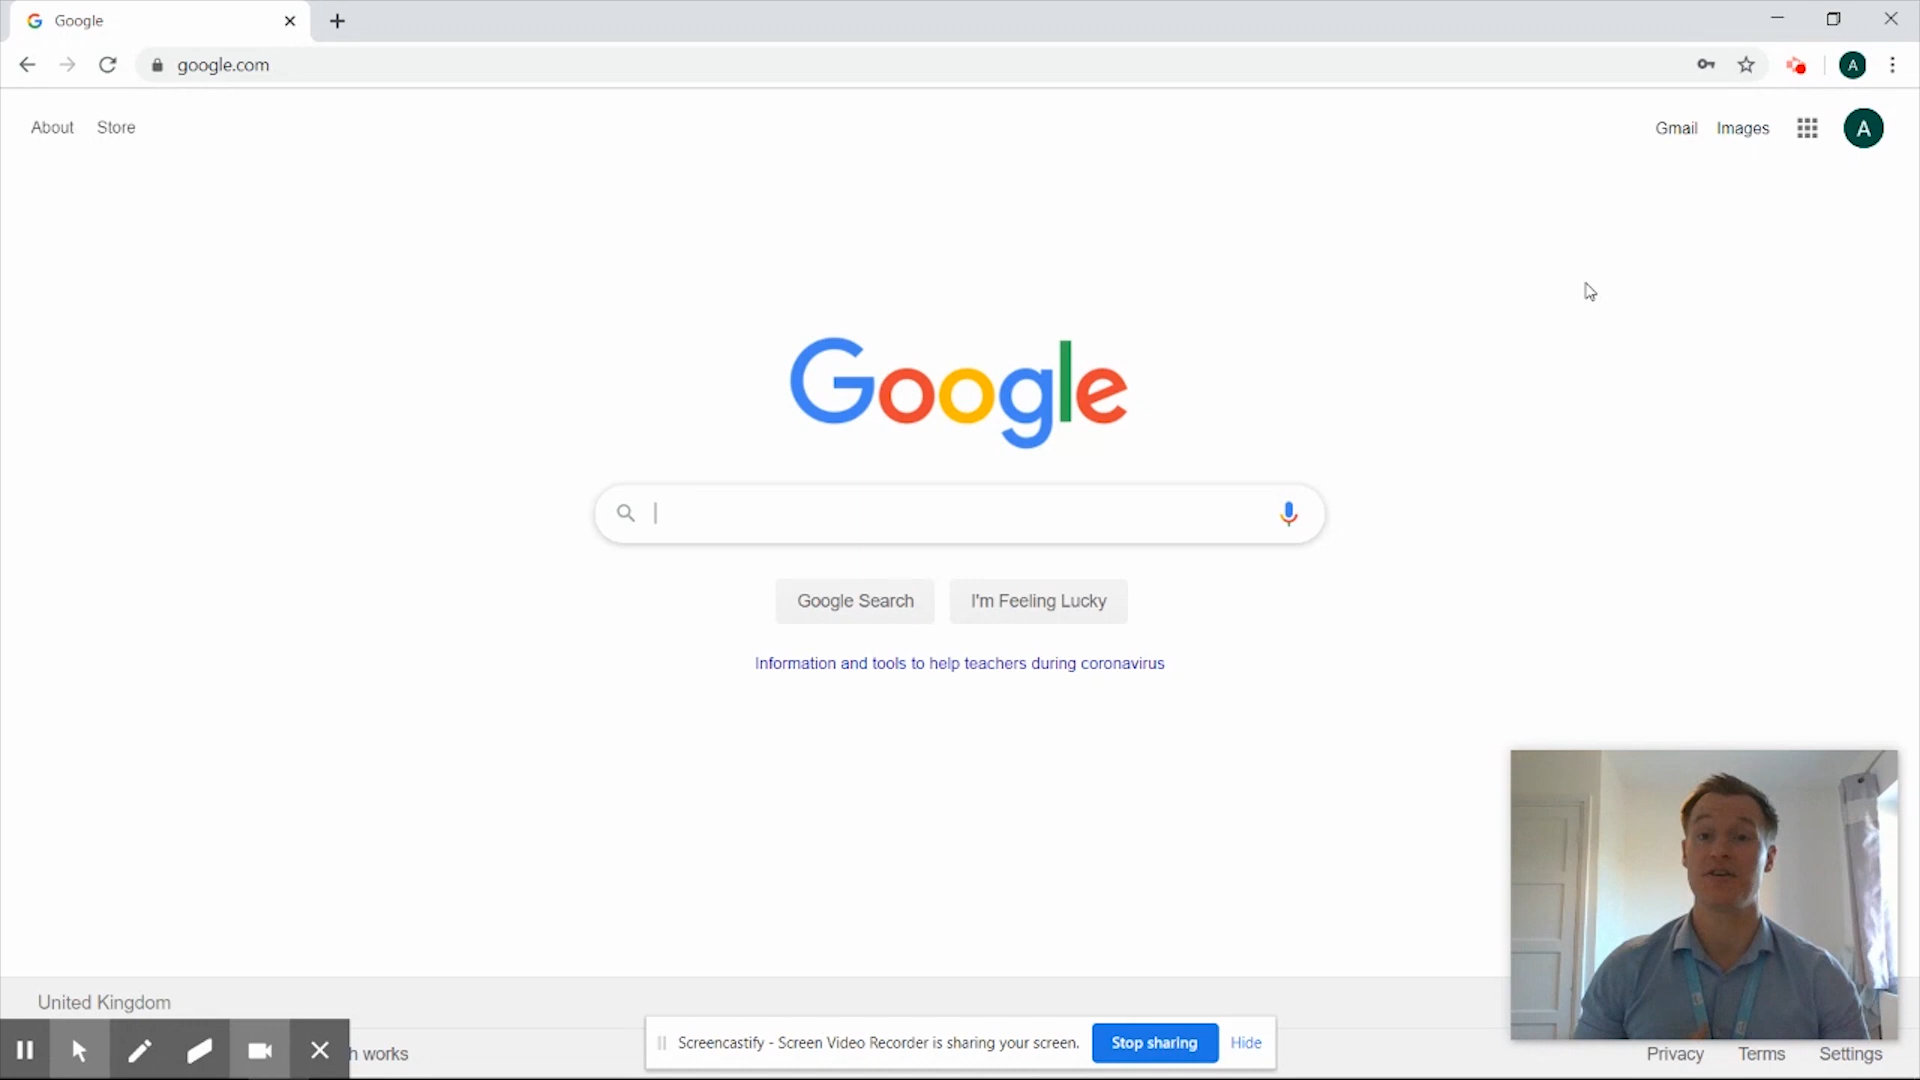 Google
google.com
A
About Store
Gmail Images
A
Google
Google Search I'm Feeling Lucky
Information and tools to help teachers during coronavirus
United Kingdom
h works
Screencastify - Screen Video Recorder is sharing your screen. Stop sharing Hide
Privacy Terms Settings